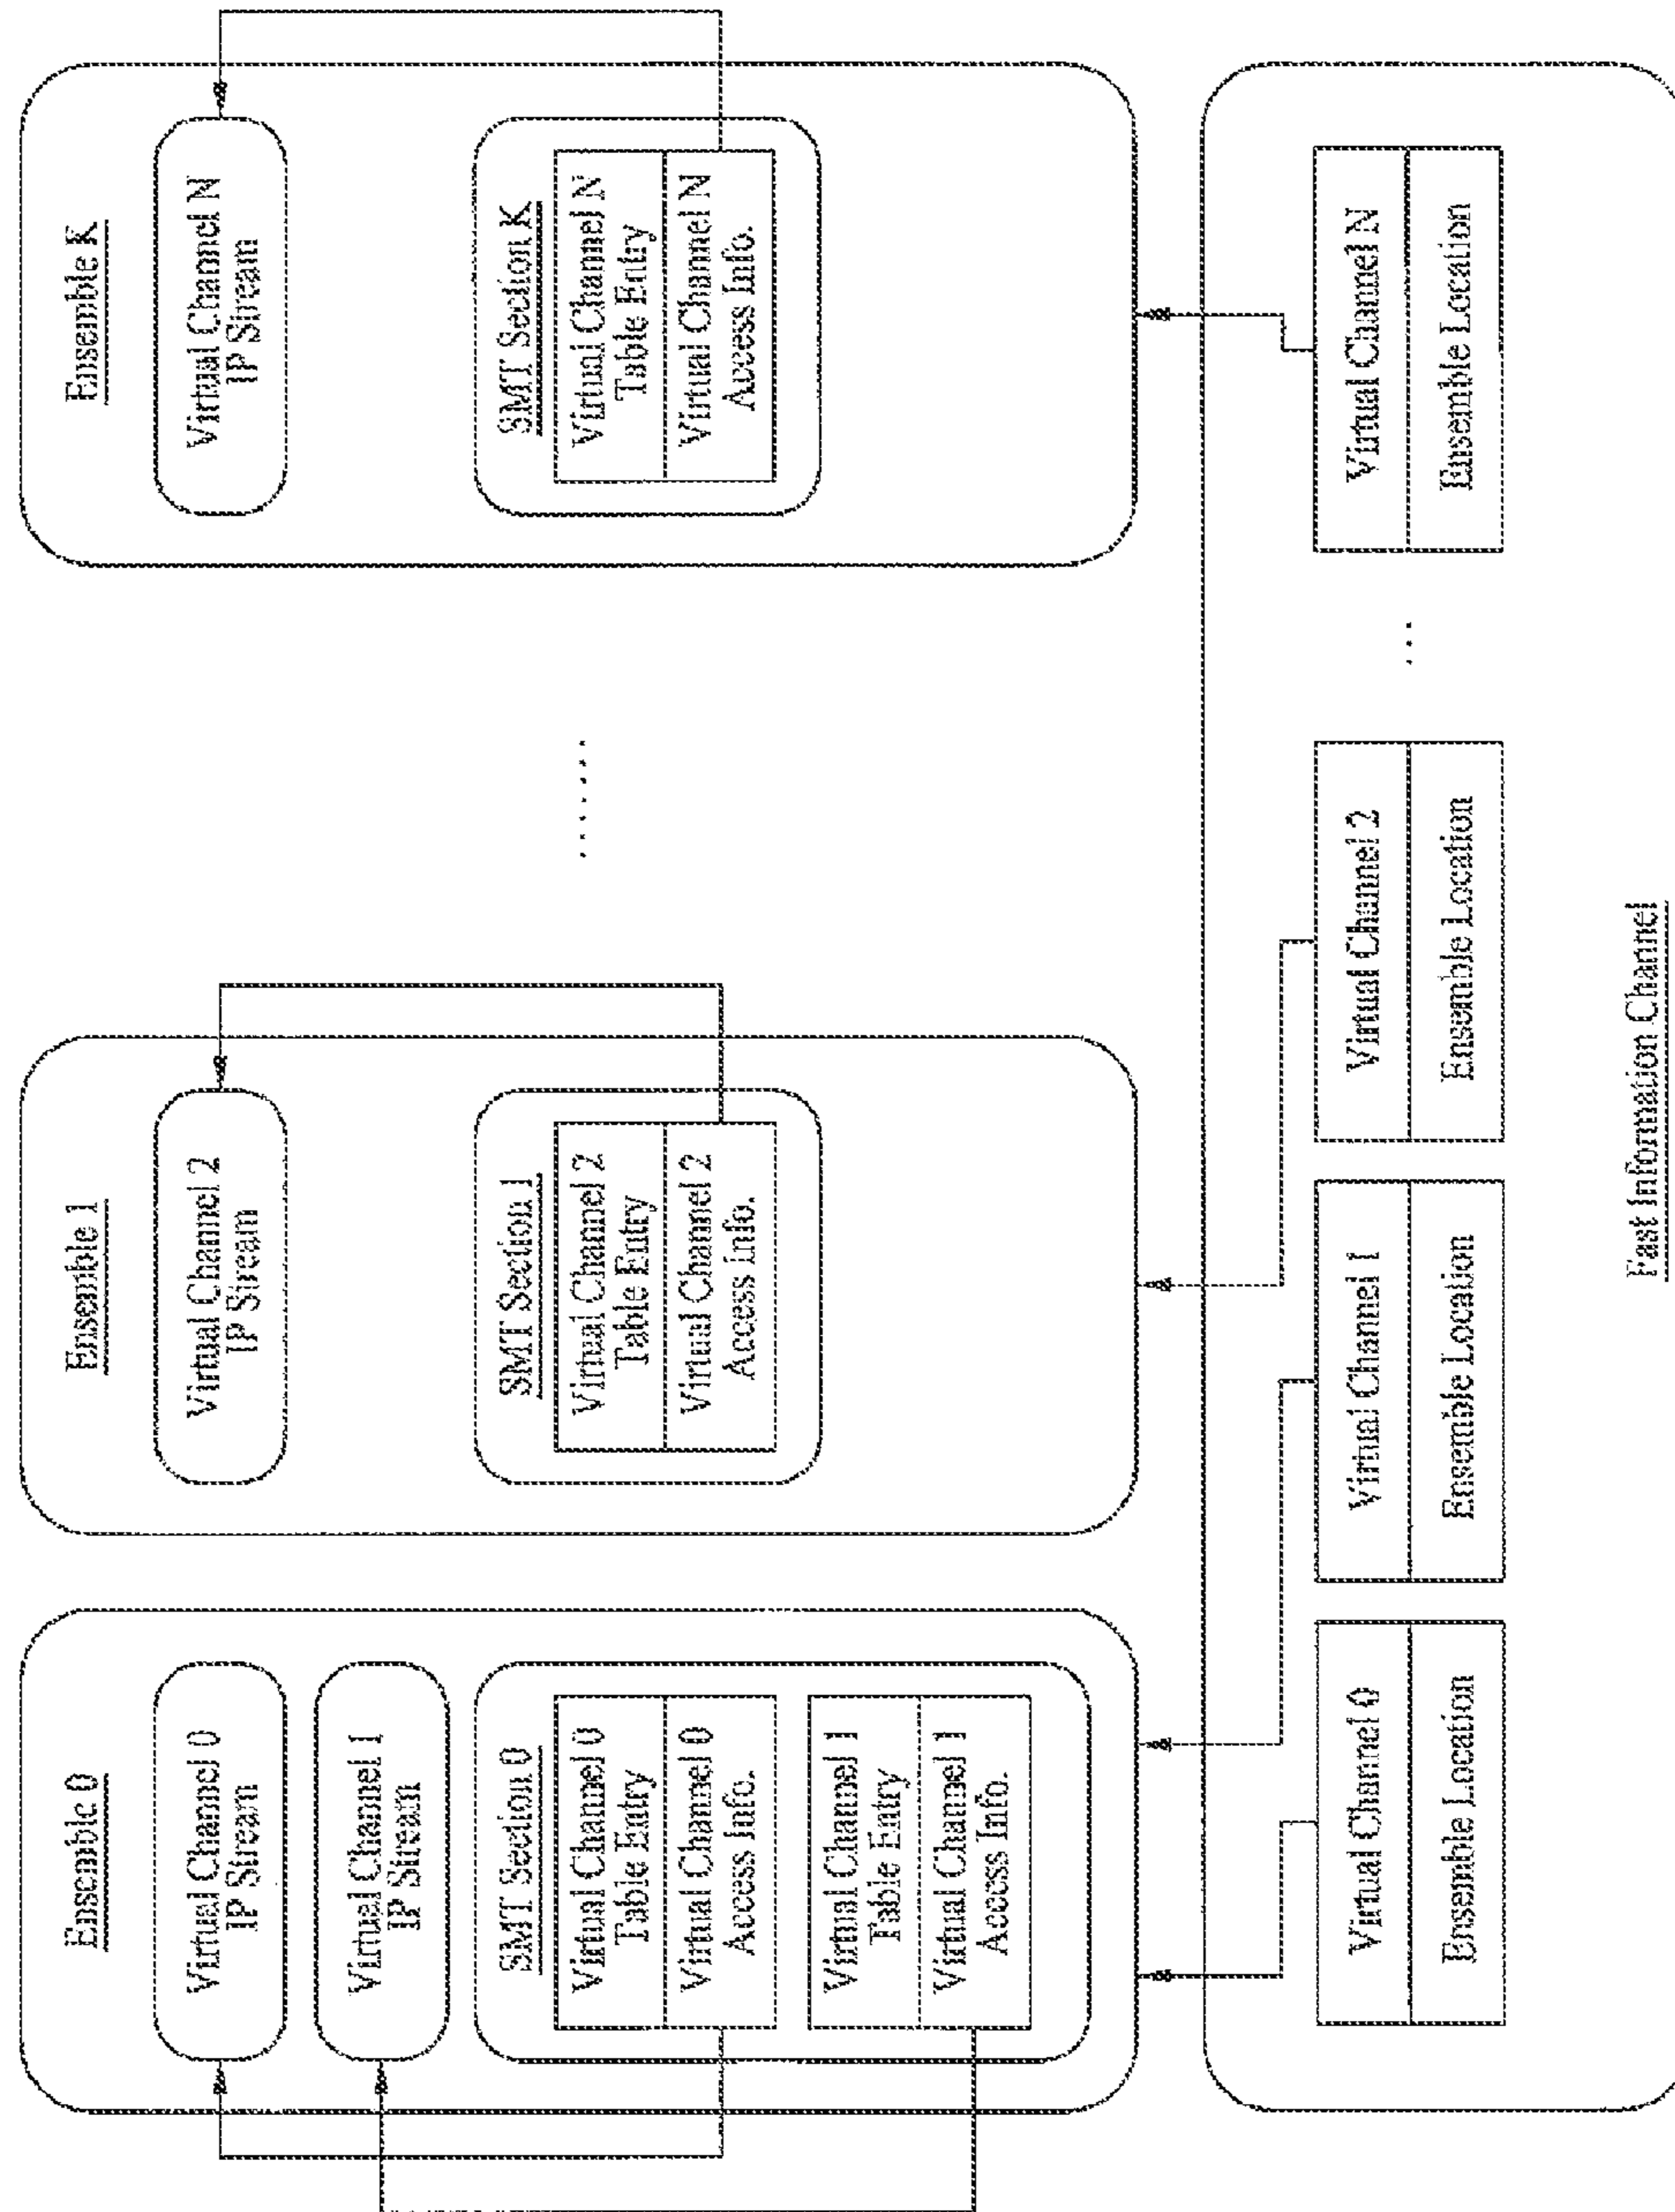 Ensemble 0
Virtual Channel 0
IP Stream
Virtual Channel 1
IP Stream
SMT Section 0
Virtual Channel 0
Table Entry
Virtual Channel 0
Access Info.
Virtual Channel 1
Table Entry
Virtual Channel 1
Access Info.
Ensemble 1
Virtual Channel 2
IP Stream
SMT Section 1
Virtual Channel 2
Table Entry
Virtual Channel 2
Access Info.
.......
Ensemble K
Virtual Channel N
IP Stream
SMT Section K
Virtual Channel N
Table Entry
Virtual Channel N
Access Info.
Virtual Channel 0
Ensemble Location
Virtual Channel 1
Ensemble Location
Virtual Channel 2
Ensemble Location
...
Virtual Channel N
Ensemble Location
Fast Information Channel